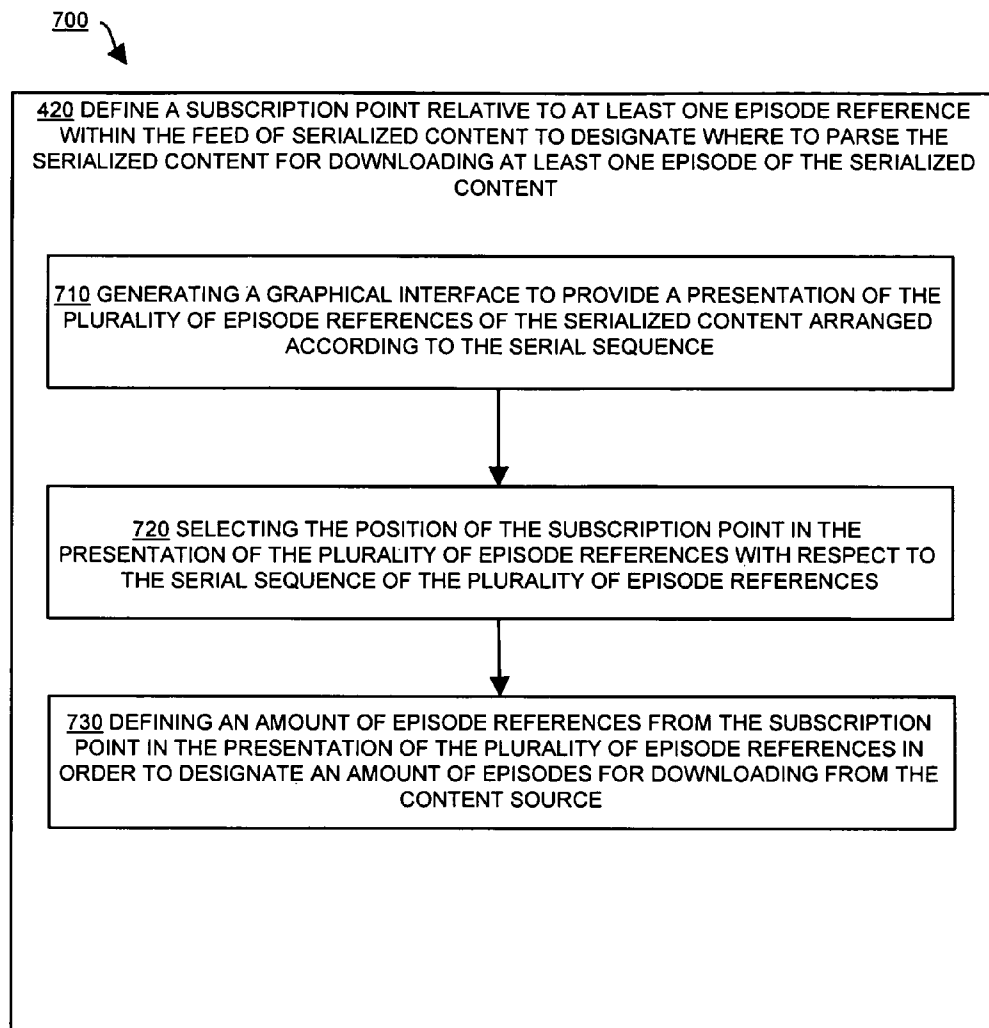 700
420 DEFINE A SUBSCRIPTION POINT RELATIVE TO AT LEAST ONE EPISODE REFERENCE
WITHIN THE FEED OF SERIALIZED CONTENT TO DESIGNATE WHERE TO PARSE THE
SERIALIZED CONTENT FOR DOWNLOADING AT LEAST ONE EPISODE OF THE SERIALIZED
CONTENT
710 GENERATING A GRAPHICAL INTERFACE TO PROVIDE A PRESENTATION OF THE
PLURALITY OF EPISODE REFERENCES OF THE SERIALIZED CONTENT ARRANGED
ACCORDING TO THE SERIAL SEQUENCE
720 SELECTING THE POSITION OF THE SUBSCRIPTION POINT IN THE
PRESENTATION OF THE PLURALITY OF EPISODE REFERENCES WITH RESPECT TO
THE SERIAL SEQUENCE OF THE PLURALITY OF EPISODE REFERENCES
730 DEFINING AN AMOUNT OF EPISODE REFERENCES FROM THE SUBSCRIPTION
POINT IN THE PRESENTATION OF THE PLURALITY OF EPISODE REFERENCES IN
ORDER TO DESIGNATE AN AMOUNT OF EPISODES FOR DOWNLOADING FROM THE
CONTENT SOURCE